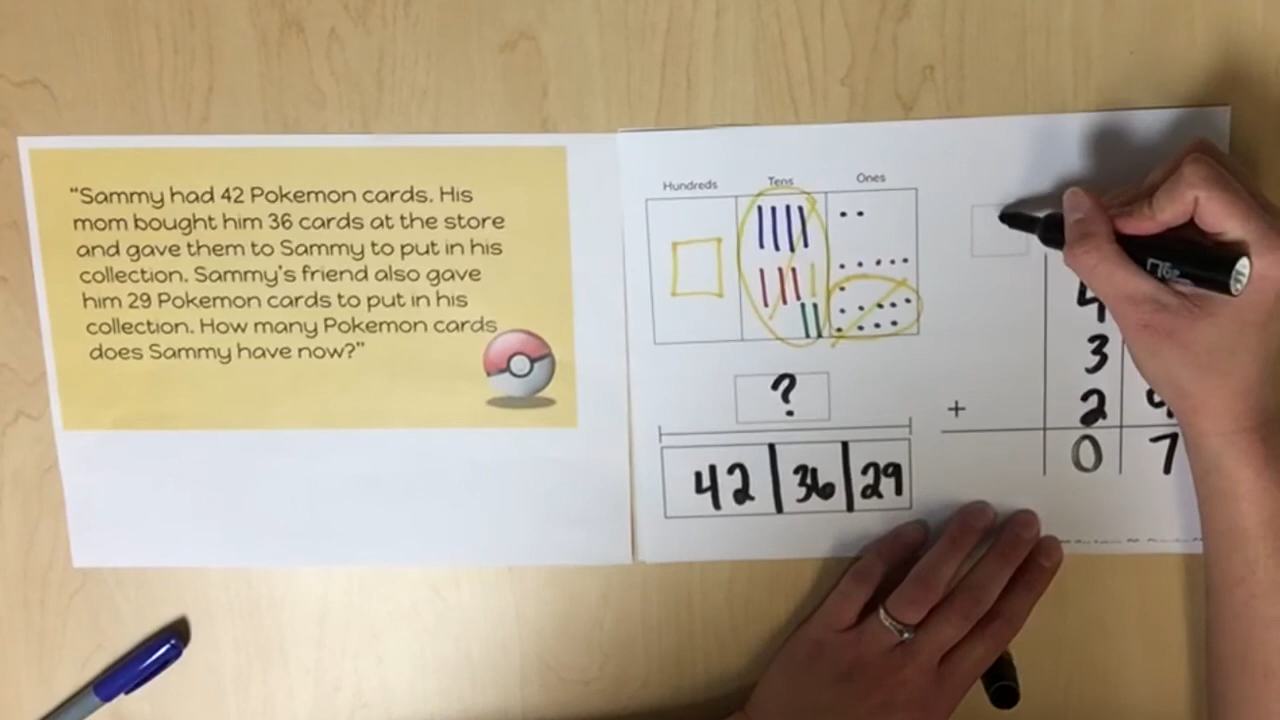 “Sammy had 42 Pokemon cards. His
mom bought him 36 cards at the store
and gave them to Sammy to put in his
collection. Sammy's friend also gave
him 29 Pokemon cards to put in his
collection. How many Pokemon cards
does Sammy have now?”
Hundreds Tens Ones
?
42 36 29
4
3
+ 2 9
0 7